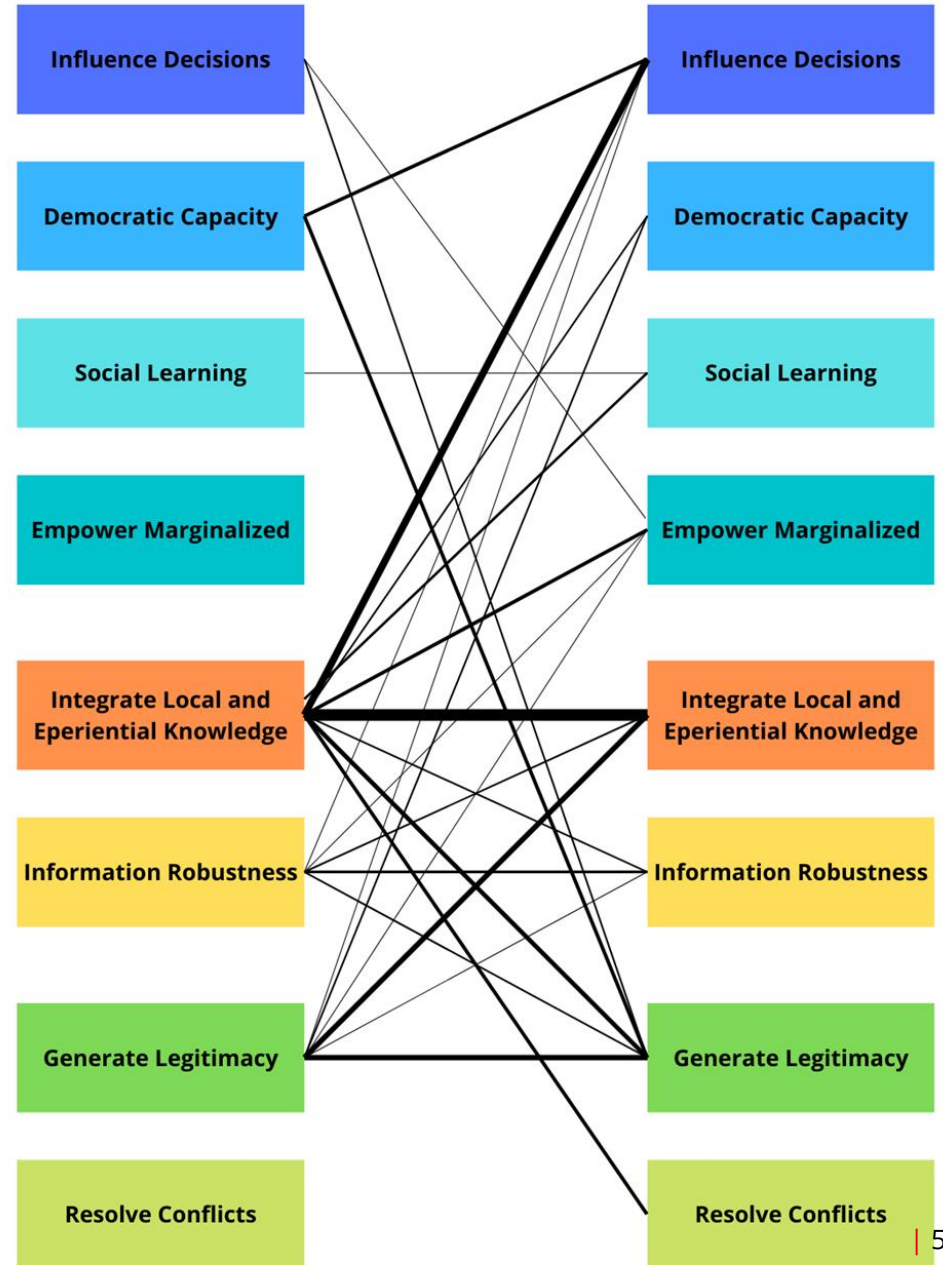 Influence Decisions
Democratic Capacity
Social Learning
Empower Marginalized
Integrate Local and
Eperiential Knowledge
Information Robustness
Generate Legitimacy
Resolve Conflicts
Influence Decisions
Democratic Capacity
Social Learning
Empower Marginalized
Integrate Local and
Eperiential Knowledge
Information Robustness
Generate Legitimacy
Resolve Conflicts
| 5